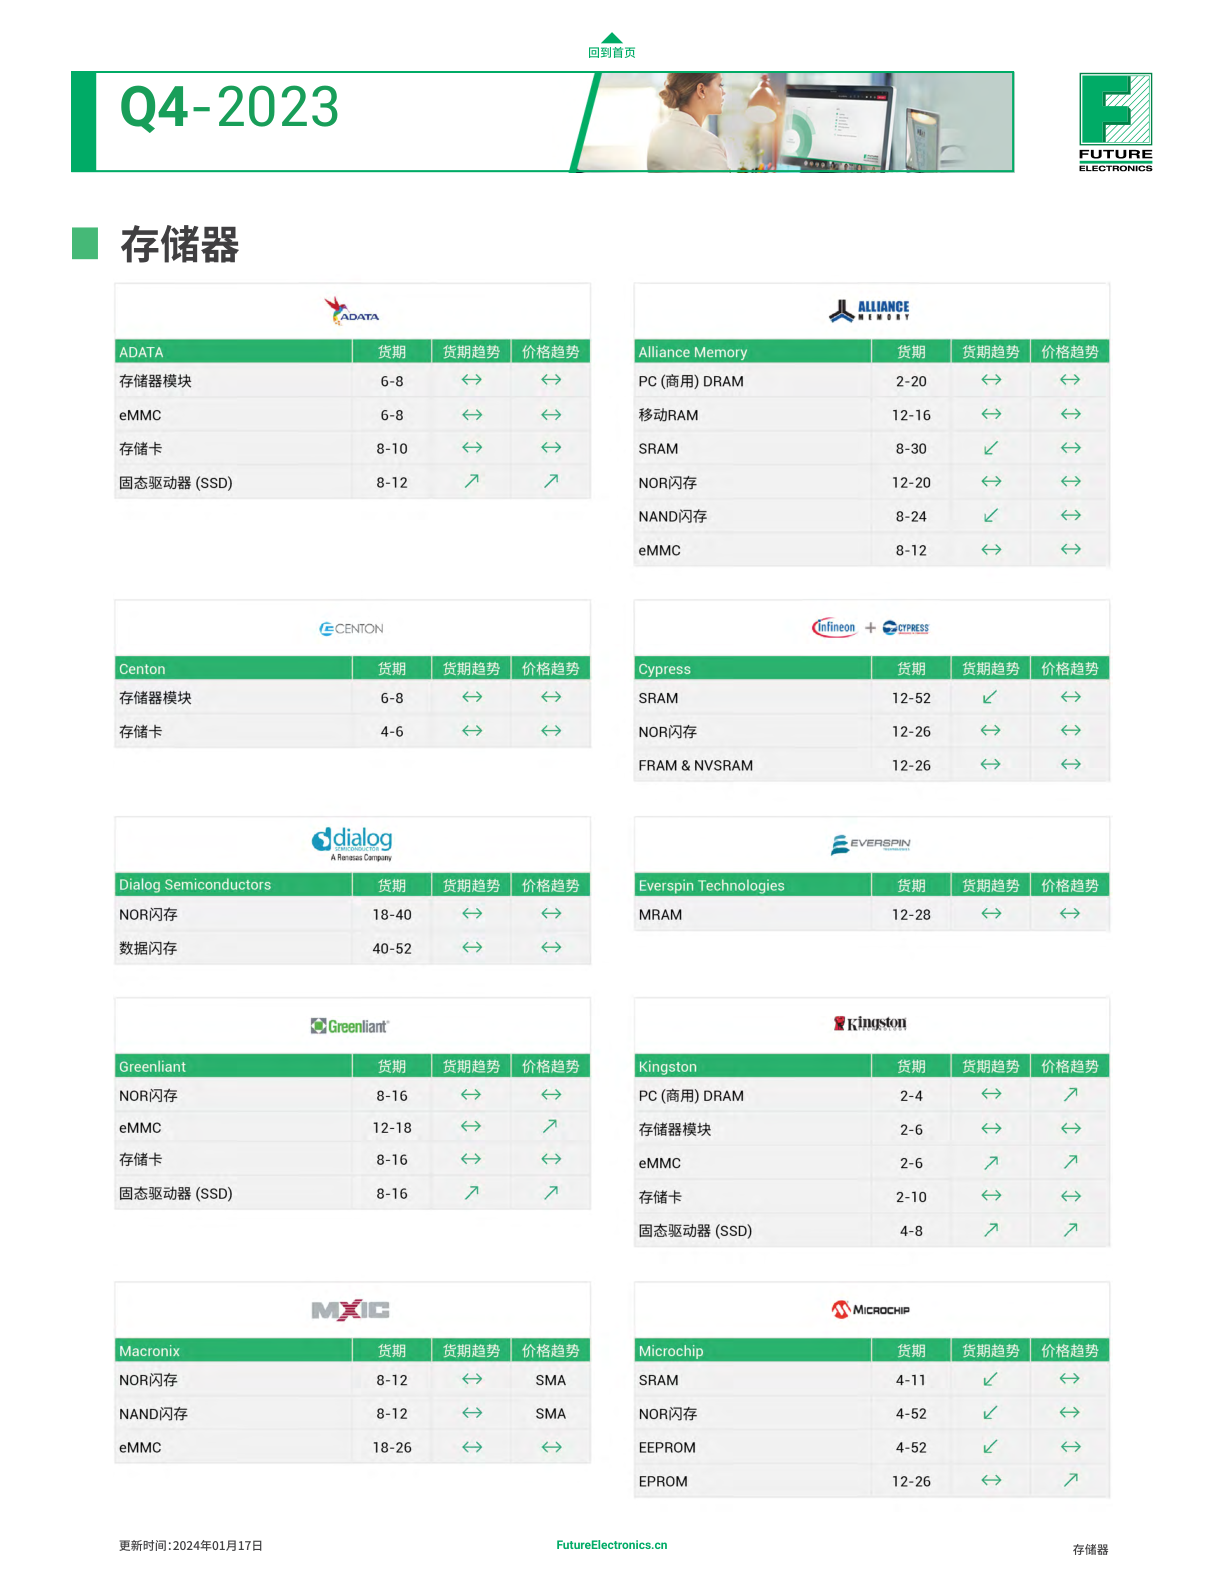 回到首页
Q4-2023
FUTURE
ELECTRONICS
存储器
ADATA
ADATA 货期 货期趋势 价格趋势
存储器模块 6-8 ↔ ↔
eMMC 6-8 ↔ ↔
存储卡 8-10 ↔ ↔
固态驱动器 (SSD) 8-12 ↗ ↗
ALLIANCE
MEMORY
Alliance Memory 货期 货期趋势 价格趋势
PC (商用) DRAM 2-20 ↔ ↔
移动RAM 12-16 ↔ ↔
SRAM 8-30 ↙ ↔
NOR闪存 12-20 ↔ ↔
NAND闪存 8-24 ↙ ↔
eMMC 8-12 ↔ ↔
CENTON
Centon 货期 货期趋势 价格趋势
存储器模块 6-8 ↔ ↔
存储卡 4-6 ↔ ↔
infineon + CYPRESS
Cypress 货期 货期趋势 价格趋势
SRAM 12-52 ↙ ↔
NOR闪存 12-26 ↔ ↔
FRAM & NVSRAM 12-26 ↔ ↔
dialog
SEMICONDUCTOR
A Renesas Company
Dialog Semiconductors 货期 货期趋势 价格趋势
NOR闪存 18-40 ↔ ↔
数据闪存 40-52 ↔ ↔
EVERSPIN
Everspin Technologies 货期 货期趋势 价格趋势
MRAM 12-28 ↔ ↔
Greenliant
Greenliant 货期 货期趋势 价格趋势
NOR闪存 8-16 ↔ ↔
eMMC 12-18 ↔ ↗
存储卡 8-16 ↔ ↔
固态驱动器 (SSD) 8-16 ↗ ↗
Kingston
TECHNOLOGY
Kingston 货期 货期趋势 价格趋势
PC (商用) DRAM 2-4 ↔ ↗
存储器模块 2-6 ↔ ↔
eMMC 2-6 ↗ ↗
存储卡 2-10 ↔ ↔
固态驱动器 (SSD) 4-8 ↗ ↗
MXIC
Macronix 货期 货期趋势 价格趋势
NOR闪存 8-12 ↔ SMA
NAND闪存 8-12 ↔ SMA
eMMC 18-26 ↔ ↔
MICROCHIP
Microchip 货期 货期趋势 价格趋势
SRAM 4-11 ↙ ↔
NOR闪存 4-52 ↙ ↔
EEPROM 4-52 ↙ ↔
EPROM 12-26 ↔ ↗
更新时间:2024年01月17日
FutureElectronics.cn
存储器